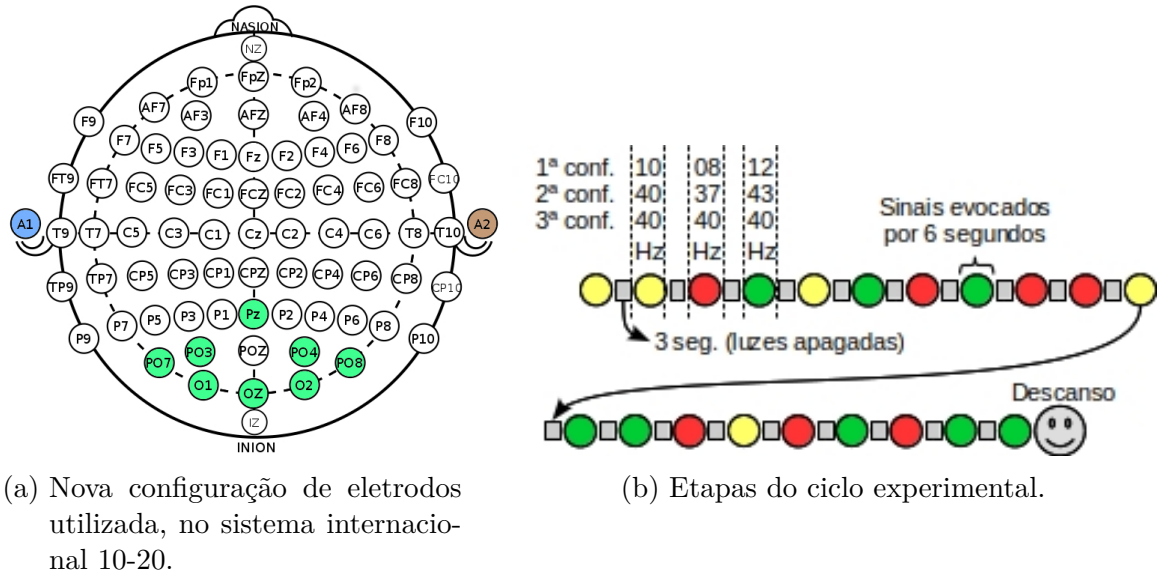 NASION
NZ
Fp1 FpZ Fp2
AF7 AF3 AFZ AF4 AF8
F9 F7 F5 F3 F1 Fz F2 F4 F6 F8 F10
FT9 FT7 FC5 FC3 FC1 FCZ FC2 FC4 FC6 FC8 FC10
A1 T9 T7 C5 C3 C1 Cz C2 C4 C6 T8 T10 A2
TP9 TP7 CP5 CP3 CP1 CPZ CP2 CP4 CP6 CP8 CP10
P9 P7 P5 P3 P1 Pz P2 P4 P6 P8 P10
PO7 PO3 POZ PO4 PO8
O1 OZ O2
IZ
INION
(a) Nova configuração de eletrodos
utilizada, no sistema internacio-
nal 10-20.
1ª conf. 10 08 12
2ª conf. 40 37 43
3ª conf. 40 40 40
Hz Hz Hz
Sinais evocados
por 6 segundos
3 seg. (luzes apagadas)
Descanso
(b) Etapas do ciclo experimental.